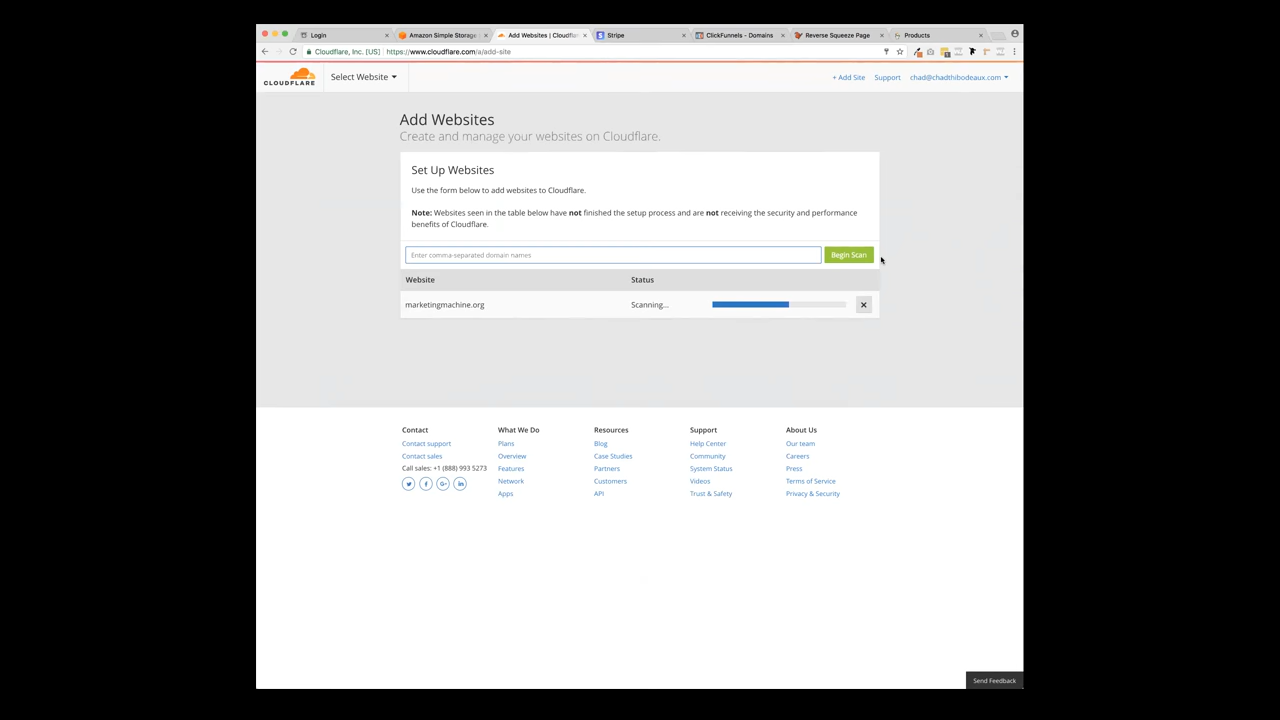 Login
Amazon Simple Storage
Add Websites | Cloudflar
Stripe
ClickFunnels - Domains
Reverse Squeeze Page
Products
Cloudflare, Inc. [US] https://www.cloudflare.com/a/add-site
CLOUDFLARE
Select Website
+ Add Site
Support
chad@chadthibodeaux.com
Add Websites
Create and manage your websites on Cloudflare.
Set Up Websites
Use the form below to add websites to Cloudflare.
Note: Websites seen in the table below have not finished the setup process and are not receiving the security and performance
benefits of Cloudflare.
Enter comma-separated domain names
Begin Scan
Website Status
marketingmachine.org Scanning...
Contact What We Do Resources Support About Us
Contact support Plans Blog Help Center Our team
Contact sales Overview Case Studies Community Careers
Call sales: +1 (888) 993 5273 Features Partners System Status Press
Network Customers Videos Terms of Service
Apps API Trust & Safety Privacy & Security
Send Feedback